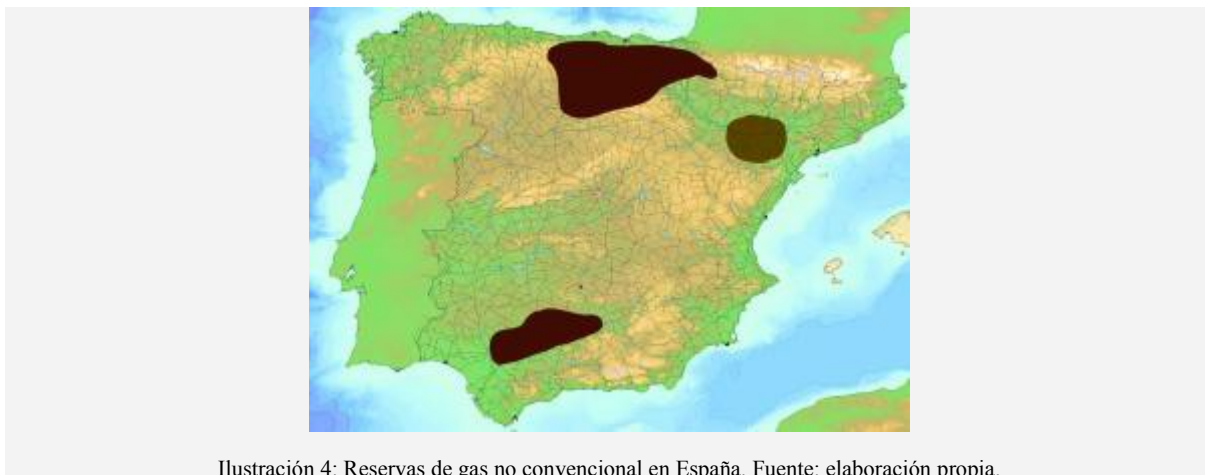 Ilustración 4: Reservas de gas no convencional en España. Fuente: elaboración propia.